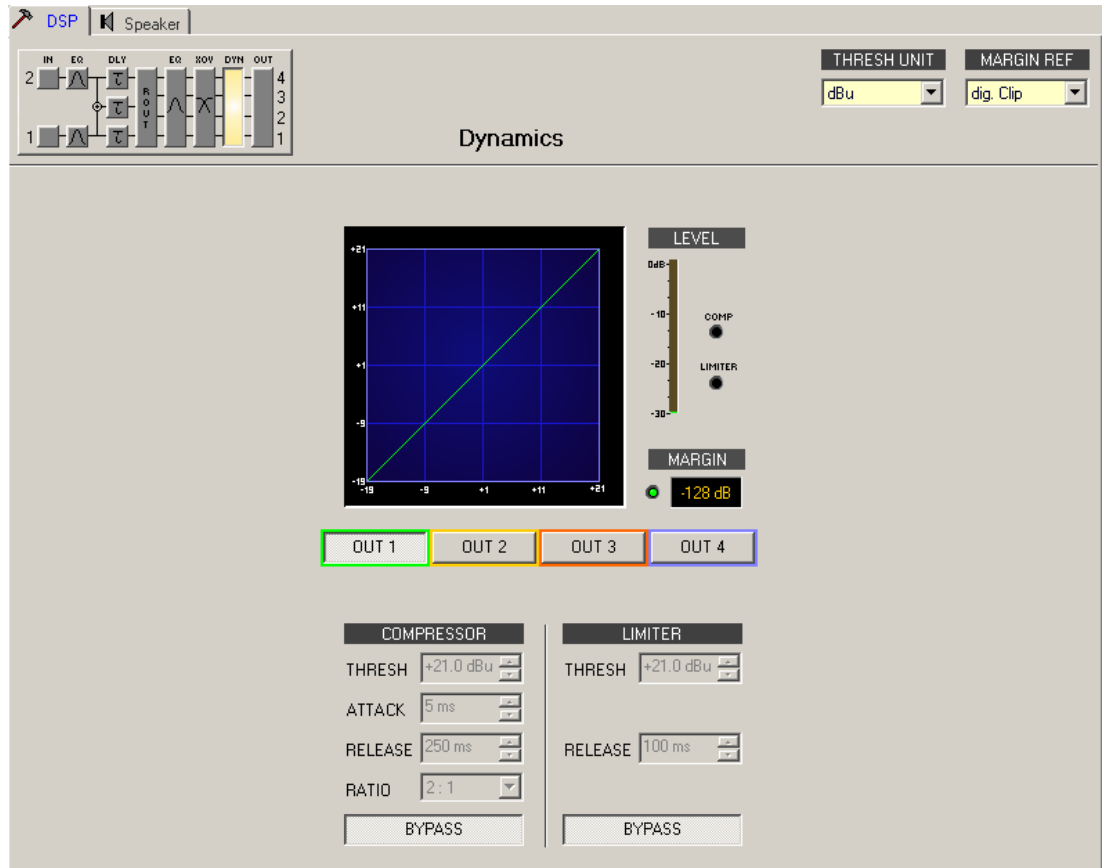 DSP Speaker
IN EQ DLY EQ XOV DYN OUT
2 τ 4
τ ROUT 3
2
1 τ 1
THRESH UNIT MARGIN REF
dBu dig. Clip
Dynamics
+21
+11
+1
-9
-19
-19 -9 +1 +11 +21
LEVEL
0dB-
-10-
-20-
-30-
COMP
LIMITER
MARGIN
-128 dB
OUT 1 OUT 2 OUT 3 OUT 4
COMPRESSOR
THRESH +21.0 dBu
ATTACK 5 ms
RELEASE 250 ms
RATIO 2 : 1
BYPASS
LIMITER
THRESH +21.0 dBu
RELEASE 100 ms
BYPASS